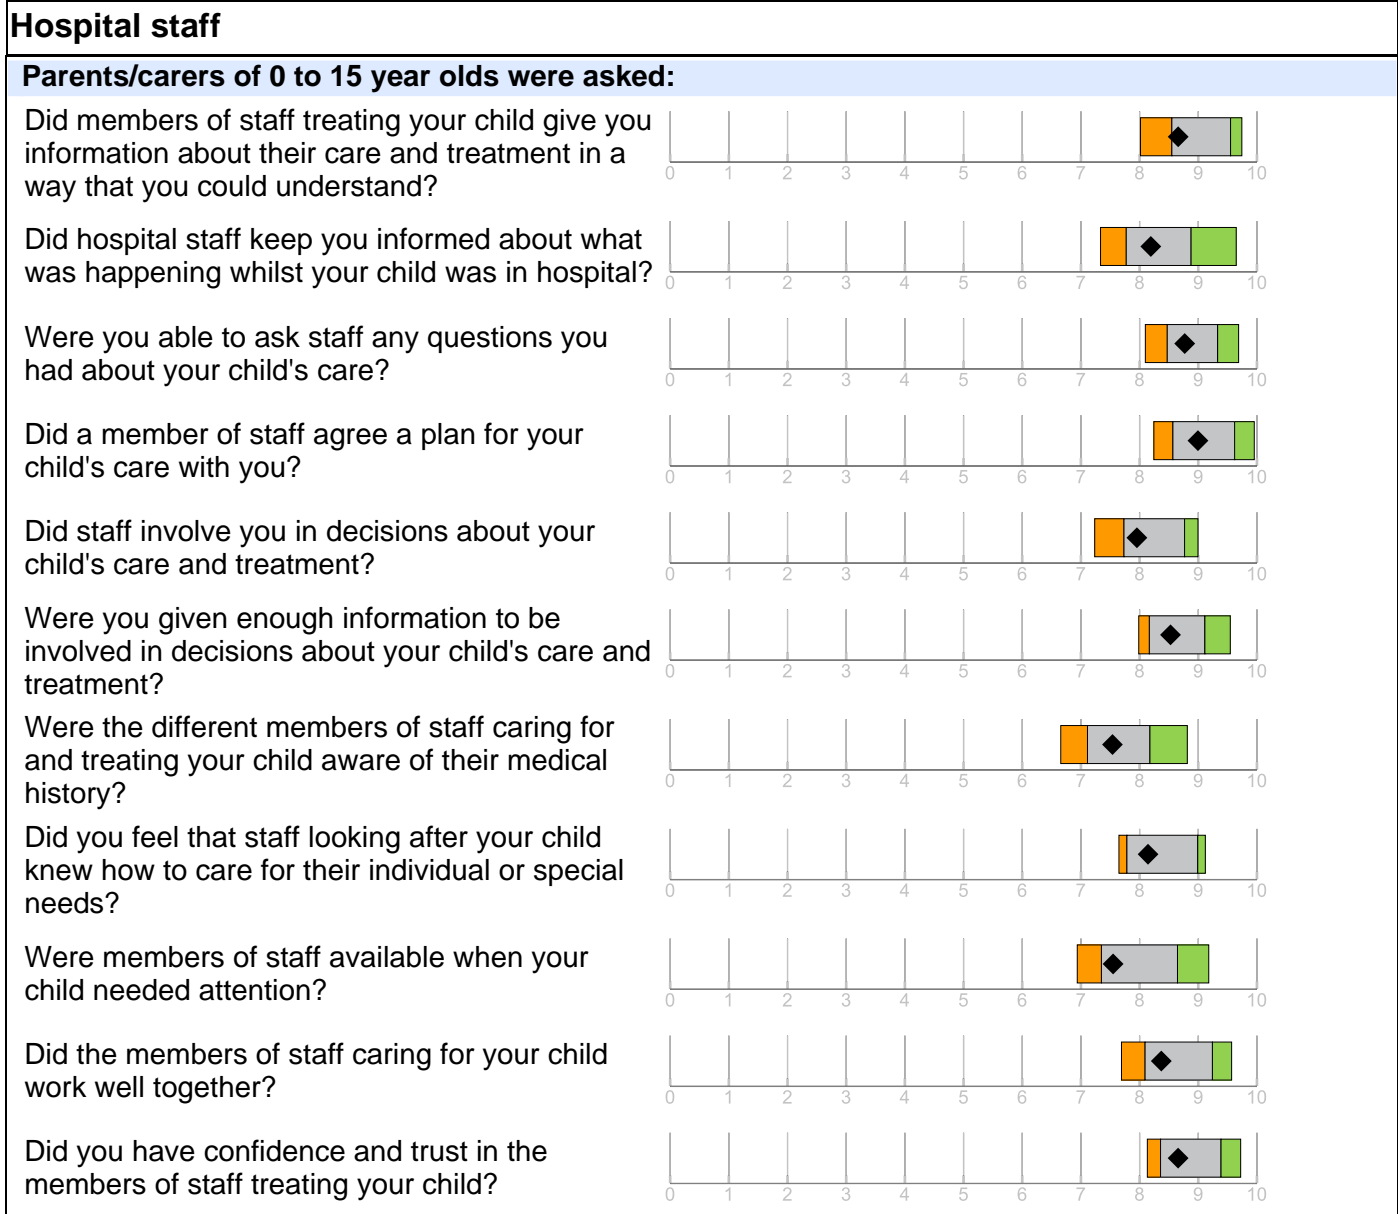 Hospital staff
Parents/carers of 0 to 15 year olds were asked:
Did members of staff treating your child give you
information about their care and treatment in a
way that you could understand?
0 1 2 3 4 5 6 7 8 9 10
Did hospital staff keep you informed about what
was happening whilst your child was in hospital?
0 1 2 3 4 5 6 7 8 9 10
Were you able to ask staff any questions you
had about your child's care?
0 1 2 3 4 5 6 7 8 9 10
Did a member of staff agree a plan for your
child's care with you?
0 1 2 3 4 5 6 7 8 9 10
Did staff involve you in decisions about your
child's care and treatment?
0 1 2 3 4 5 6 7 8 9 10
Were you given enough information to be
involved in decisions about your child's care and
treatment?
0 1 2 3 4 5 6 7 8 9 10
Were the different members of staff caring for
and treating your child aware of their medical
history?
0 1 2 3 4 5 6 7 8 9 10
Did you feel that staff looking after your child
knew how to care for their individual or special
needs?
0 1 2 3 4 5 6 7 8 9 10
Were members of staff available when your
child needed attention?
0 1 2 3 4 5 6 7 8 9 10
Did the members of staff caring for your child
work well together?
0 1 2 3 4 5 6 7 8 9 10
Did you have confidence and trust in the
members of staff treating your child?
0 1 2 3 4 5 6 7 8 9 10